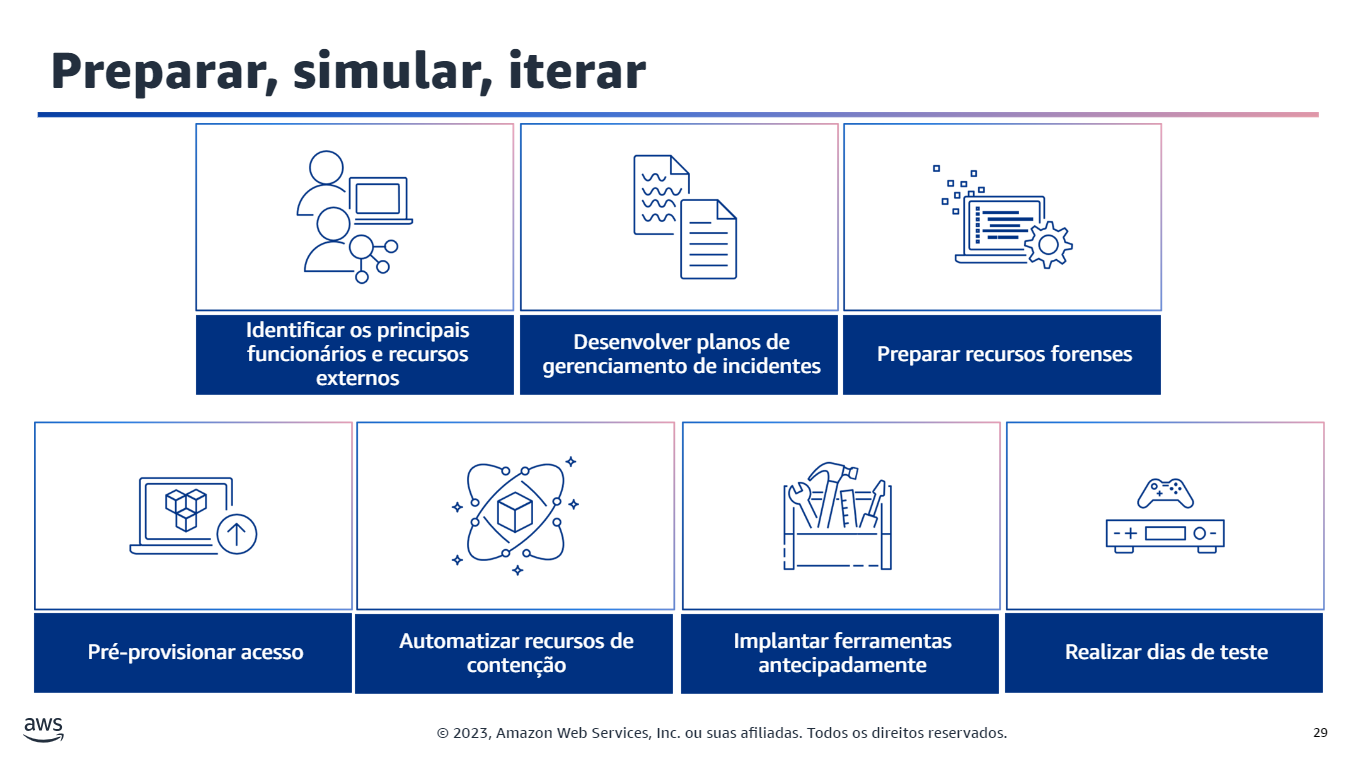 Preparar, simular, iterar
Identificar os principais
funcionários e recursos
externos
Desenvolver planos de
gerenciamento de incidentes
Preparar recursos forenses
Pré-provisionar acesso
Automatizar recursos de
contenção
Implantar ferramentas
antecipadamente
Realizar dias de teste
aws
© 2023, Amazon Web Services, Inc. ou suas afiliadas. Todos os direitos reservados.
29